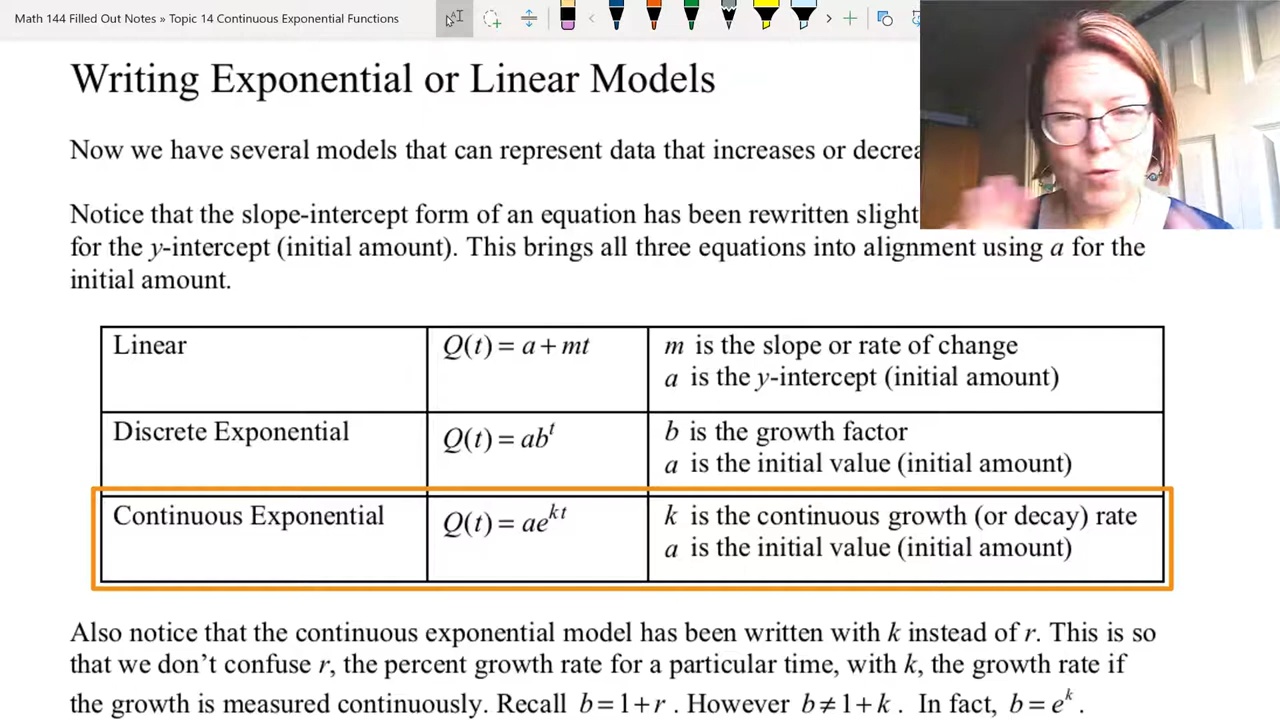 Math 144 Filled Out Notes » Topic 14 Continuous Exponential Functions
Writing Exponential or Linear Models
Now we have several models that can represent data that increases or
Notice that the slope-intercept form of an equation has been rewritten
for the y-intercept (initial amount). This brings all three equations into alignment using a for the
initial amount.
Linear Q(t) = a + mt m is the slope or rate of change
a is the y-intercept (initial amount)
Discrete Exponential Q(t) = abᵗ b is the growth factor
a is the initial value (initial amount)
Continuous Exponential Q(t) = aeᵏᵗ k is the continuous growth (or decay) rate
a is the initial value (initial amount)
Also notice that the continuous exponential model has been written with k instead of r. This is so
that we don’t confuse r, the percent growth rate for a particular time, with k, the growth rate if
the growth is measured continuously. Recall b = 1 + r . However b ≠ 1 + k . In fact, b = eᵏ .